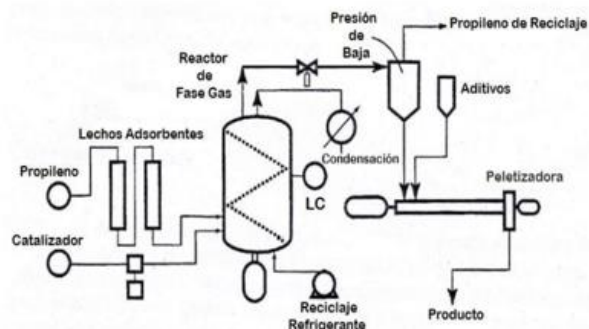 Presión
de
Baja
Propileno de Reciclaje
Reactor
de
Fase Gas
Aditivos
Lechos Adsorbentes
Condensación
Peletizadora
Propileno
LC
Catalizador
Reciclaje
Refrigerante
Producto